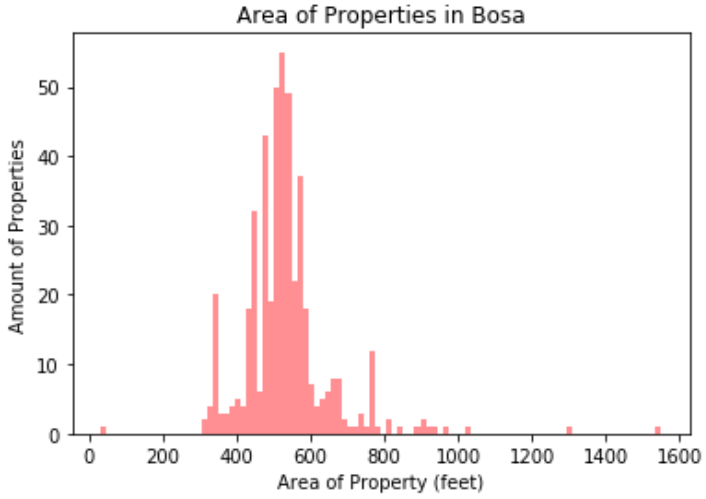 Area of Properties in Bosa
Amount of Properties
50
40
30
20
10
0
0 200 400 600 800 1000 1200 1400 1600
Area of Property (feet)